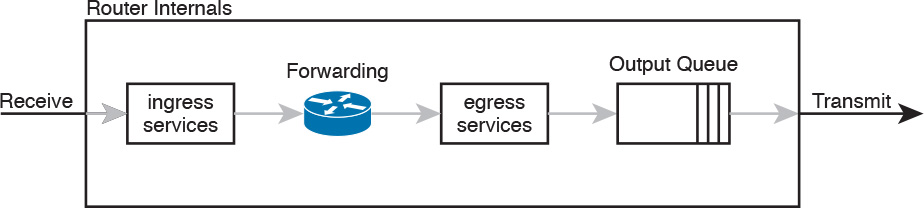 Router Internals
Output Queue
Forwarding
Receive
ingress
services
egress
services
Transmit